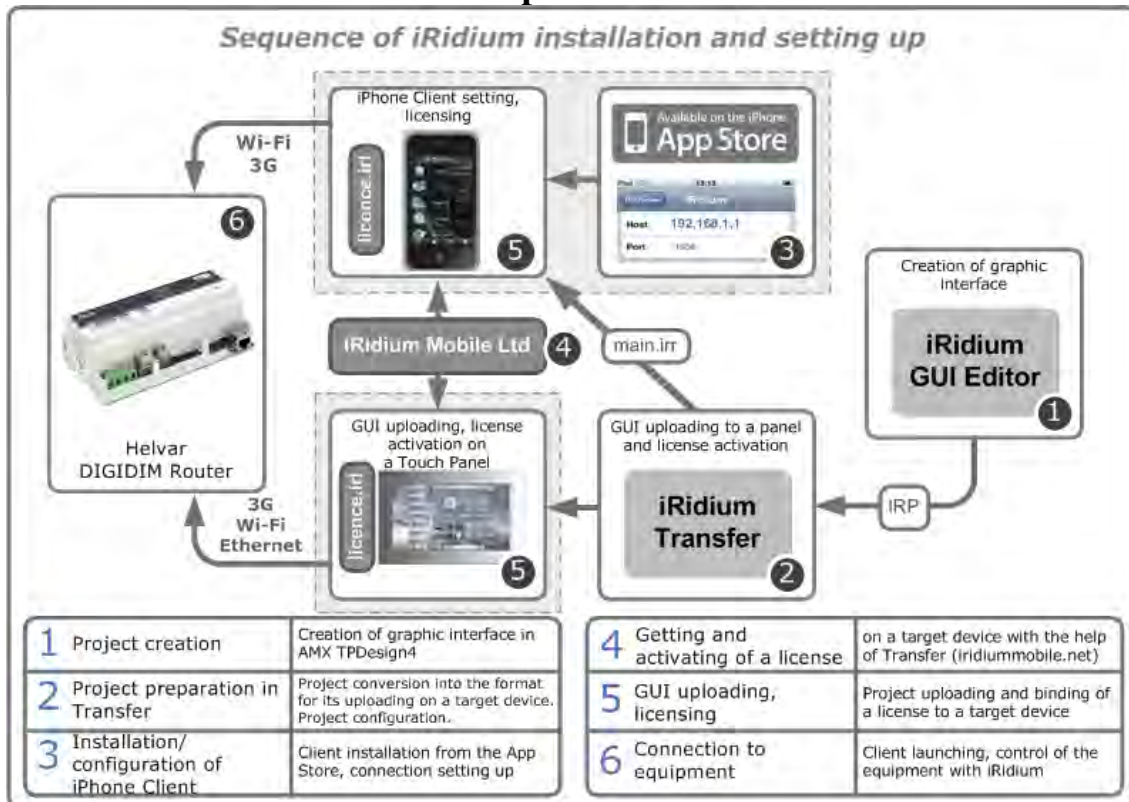 Sequence of iRidium installation and setting up
iPhone Client setting,
licensing
licence.irl
5
Available on the iPhone
App Store
13:13
iRidium
Host 192.168.1.1
Port
3
Wi-Fi
3G
6
Helvar
DIGIDIM Router
iRidium Mobile Ltd
4
main.irr
Creation of graphic
interface
iRidium
GUI Editor
1
GUI uploading, license
activation on
a Touch Panel
licence.irl
5
GUI uploading to a panel
and license activation
iRidium
Transfer
2
IRP
3G
Wi-Fi
Ethernet
1 Project creation
Creation of graphic interface in
AMX TPDesign4
2 Project preparation in
Transfer
Project conversion into the format
for its uploading on a target device.
Project configuration.
3 Installation/
configuration of
iPhone Client
Client installation from the App
Store, connection setting up
4 Getting and
activating of a license
on a target device with the help
of Transfer (iridiummobile.net)
5 GUI uploading,
licensing
Project uploading and binding of
a license to a target device
6 Connection to
equipment
Client launching, control of the
equipment with iRidium